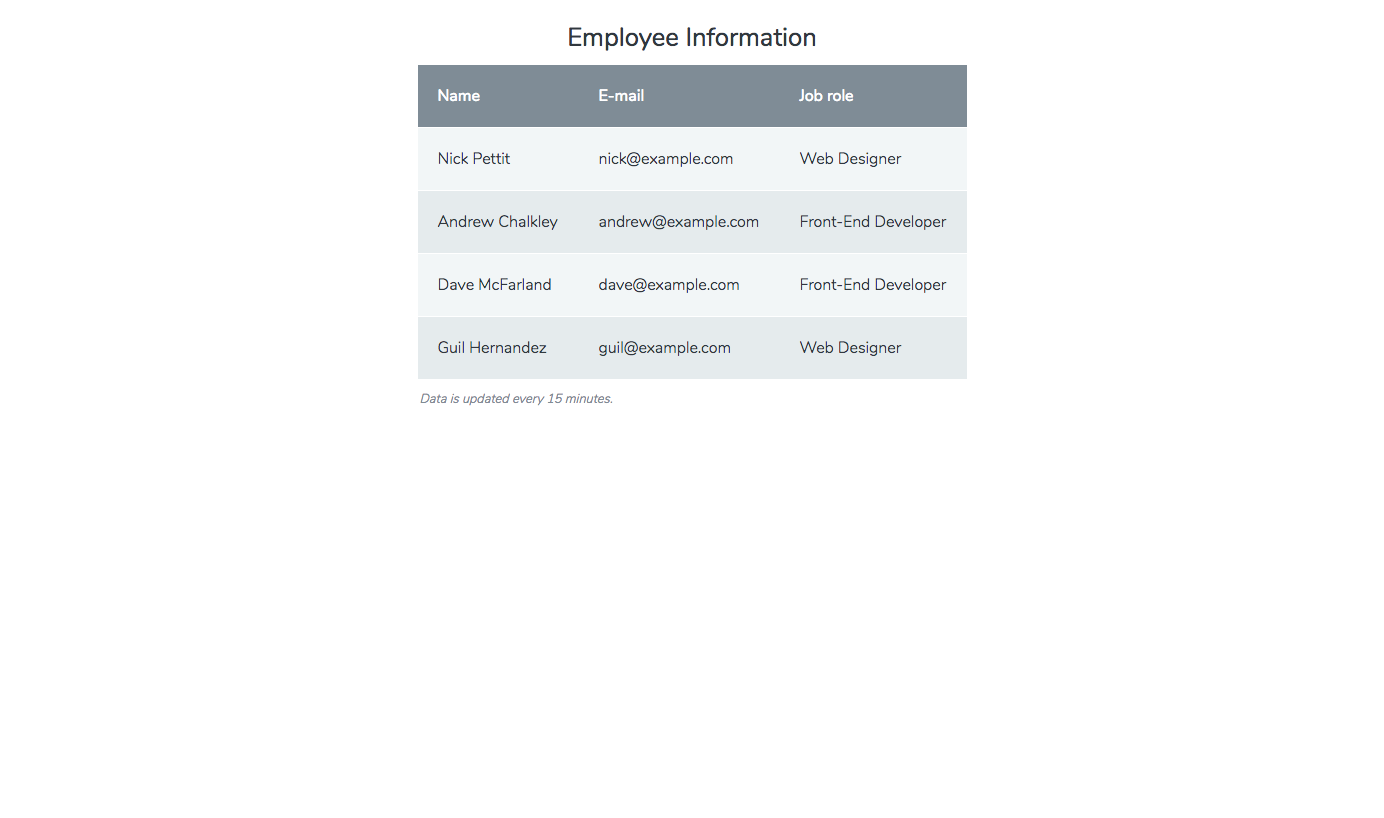 Employee Information
Name E-mail Job role
Nick Pettit nick@example.com Web Designer
Andrew Chalkley andrew@example.com Front-End Developer
Dave McFarland dave@example.com Front-End Developer
Guil Hernandez guil@example.com Web Designer
Data is updated every 15 minutes.